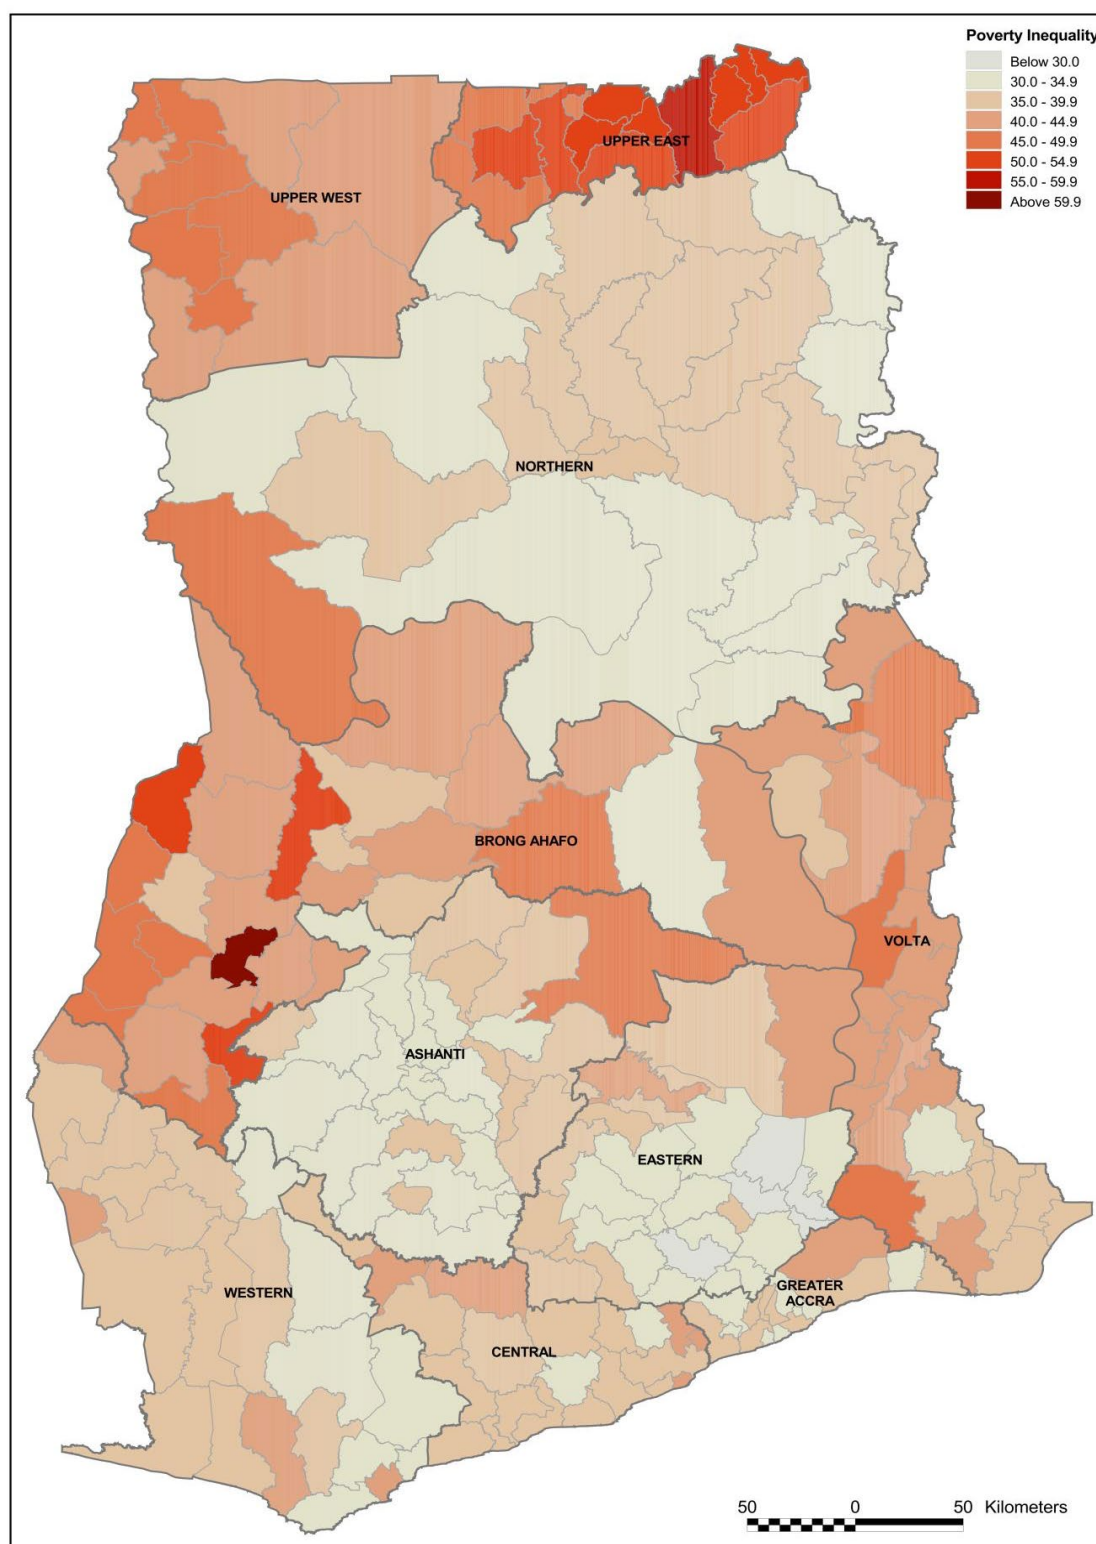 Poverty Inequality
Below 30.0
30.0 - 34.9
35.0 - 39.9
40.0 - 44.9
45.0 - 49.9
50.0 - 54.9
55.0 - 59.9
Above 59.9
UPPER EAST
UPPER WEST
NORTHERN
BRONG AHAFO
VOLTA
ASHANTI
EASTERN
WESTERN
GREATER
ACCRA
CENTRAL
50 0 50 Kilometers